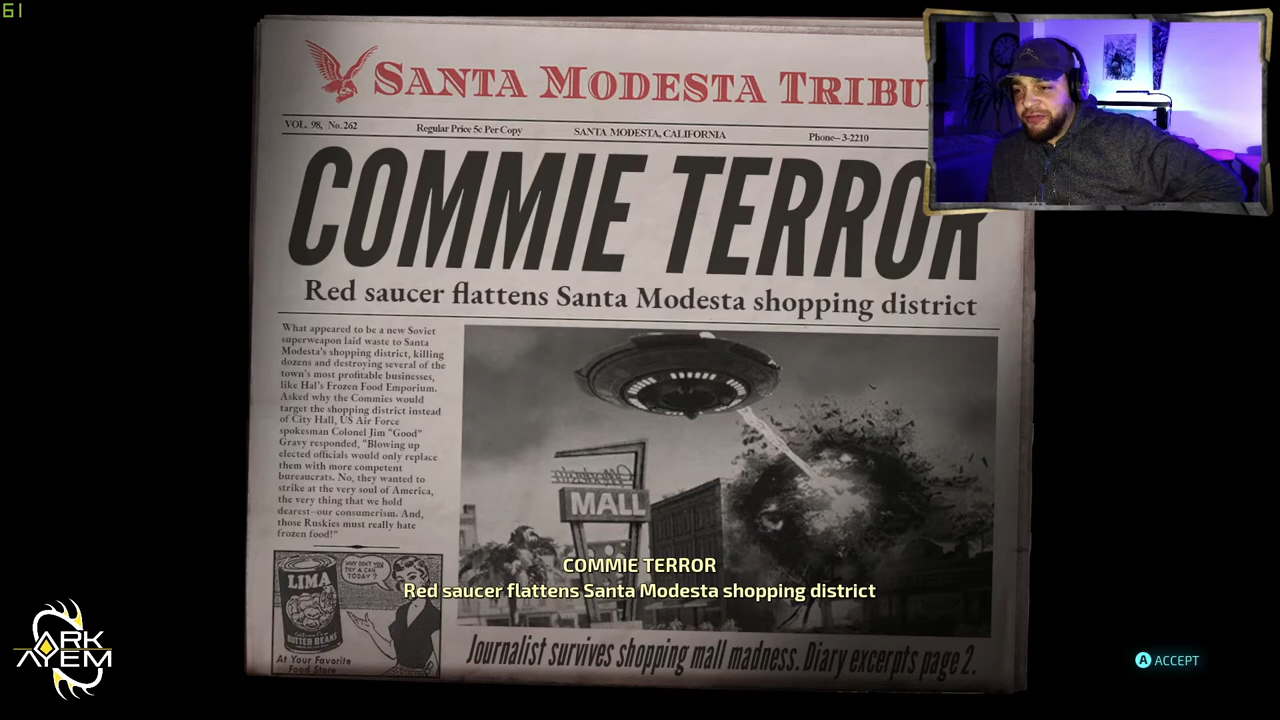 61
SANTA MODESTA TRIBU
VOL. 98, No. 262 Regular Price 5c Per Copy SANTA MODESTA, CALIFORNIA Phone—3-2210
COMMIE TERROR
Red saucer flattens Santa Modesta shopping district
What appeared to be a new Soviet
superweapon laid waste to Santa
Modesta's shopping district, killing
dozens and destroying several of the
town's most profitable businesses,
like Hal's Frozen Food Emporium.
Asked why the Commies would
target the shopping district instead
of City Hall, US Air Force
spokesman Colonel Jim "Good"
Gravy responded, "Blowing up
elected officials would only replace
them with more competent
bureaucrats. No, they wanted to
strike at the very soul of America,
the very thing that we hold
dearest—our consumerism. And,
those Ruskies must really hate
frozen food!"
MALL
LIMA
BUTTER BEANS
WHY DON'T YOU
TRY A CAN
TODAY?
At Your Favorite
Food Store
COMMIE TERROR
Red saucer flattens Santa Modesta shopping district
Journalist survives shopping mall madness. Diary excerpts page 2.
ARK
AYEM
A ACCEPT